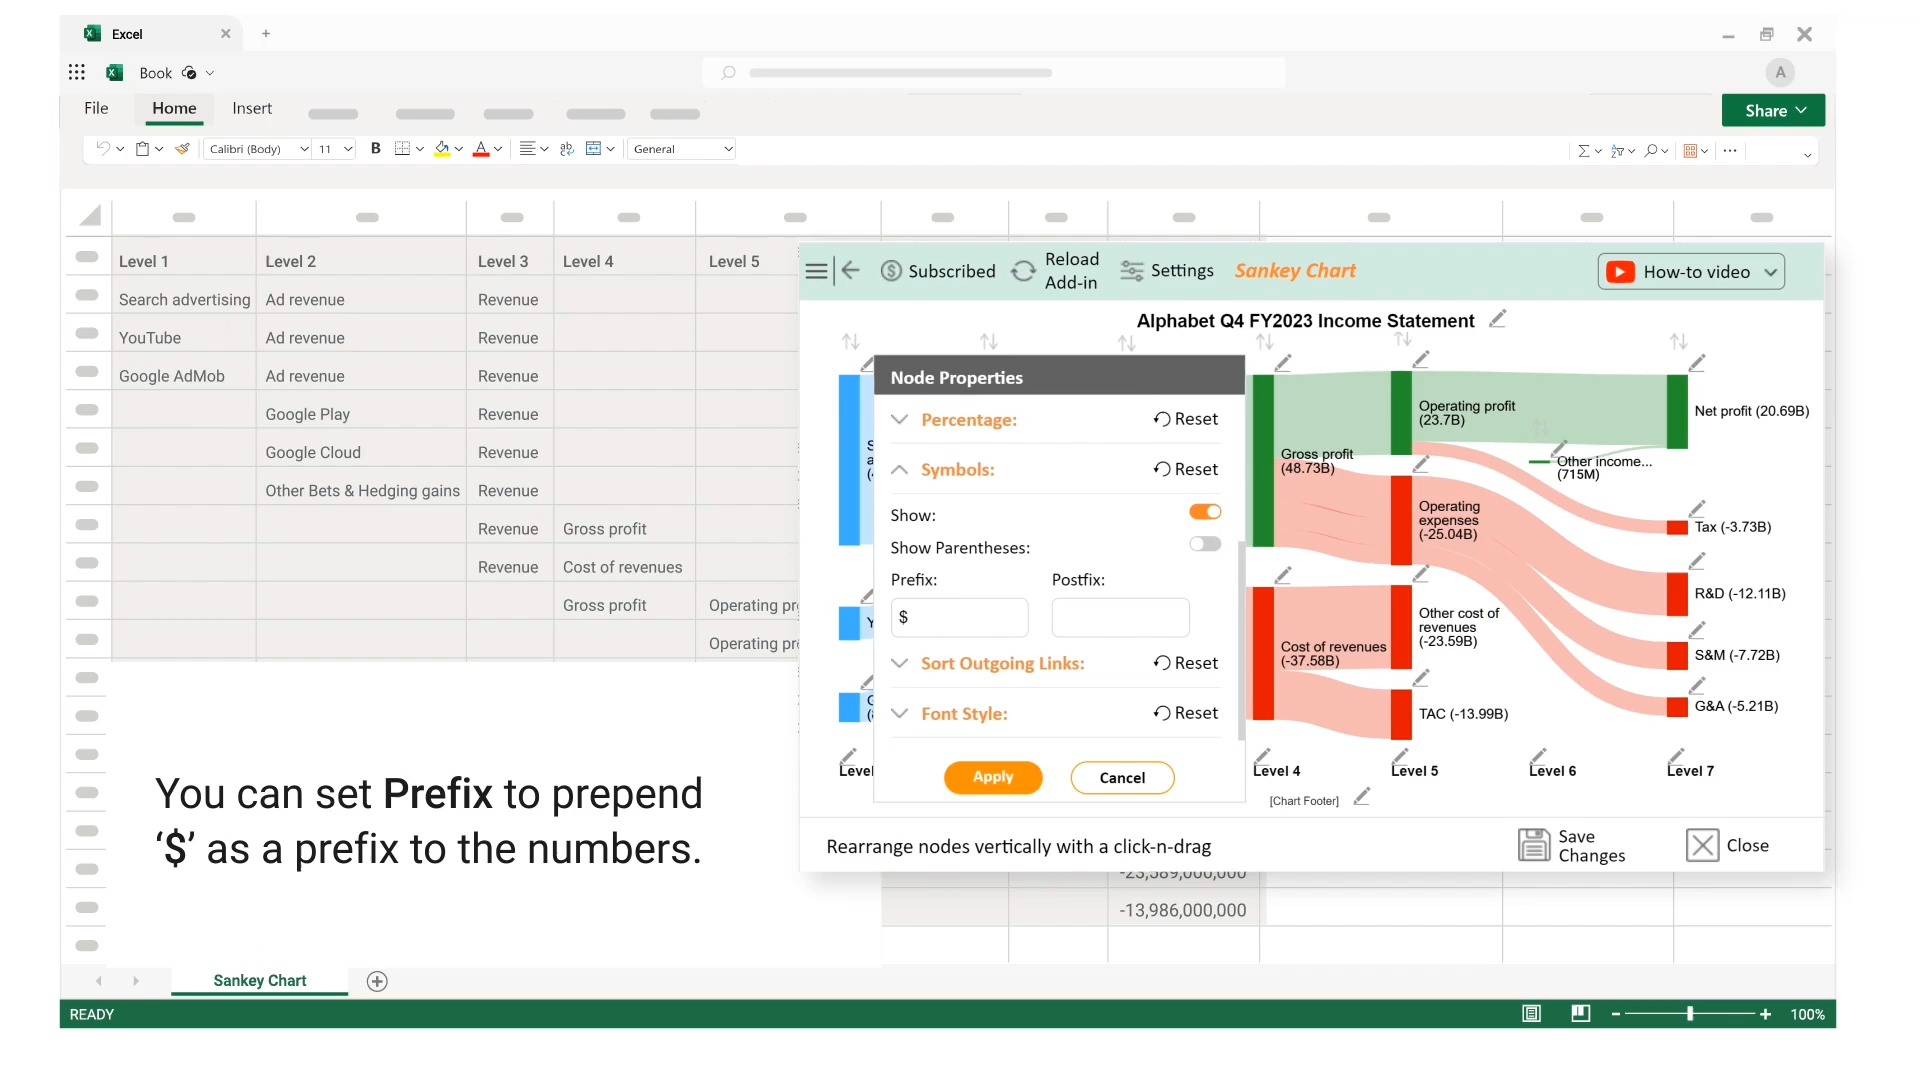 Excel
Book
A
File Home Insert
Share
Calibri (Body) 11 B A General
Level 1 Level 2 Level 3 Level 4 Level 5
Search advertising Ad revenue Revenue
YouTube Ad revenue Revenue
Google AdMob Ad revenue Revenue
Google Play Revenue
Google Cloud Revenue
Other Bets & Hedging gains Revenue
Revenue Gross profit
Revenue Cost of revenues
Gross profit Operating pr
Operating pr
Subscribed
Reload
Add-in
Settings
Sankey Chart
How-to video
Alphabet Q4 FY2023 Income Statement
Node Properties
Percentage: Reset
Symbols: Reset
Show:
Show Parentheses:
Prefix: Postfix:
$
Sort Outgoing Links: Reset
Font Style: Reset
Apply Cancel
Gross profit
(48.73B)
Cost of revenues
(-37.58B)
Operating profit
(23.7B)
Operating
expenses
(-25.04B)
Other cost of
revenues
(-23.59B)
TAC (-13.99B)
Other income...
(715M)
Net profit (20.69B)
Tax (-3.73B)
R&D (-12.11B)
S&M (-7.72B)
G&A (-5.21B)
Level 4 Level 5 Level 6 Level 7
[Chart Footer]
Rearrange nodes vertically with a click-n-drag
Save
Changes
Close
-23,589,000,000
-13,986,000,000
You can set Prefix to prepend
‘$’ as a prefix to the numbers.
Sankey Chart
READY
100%